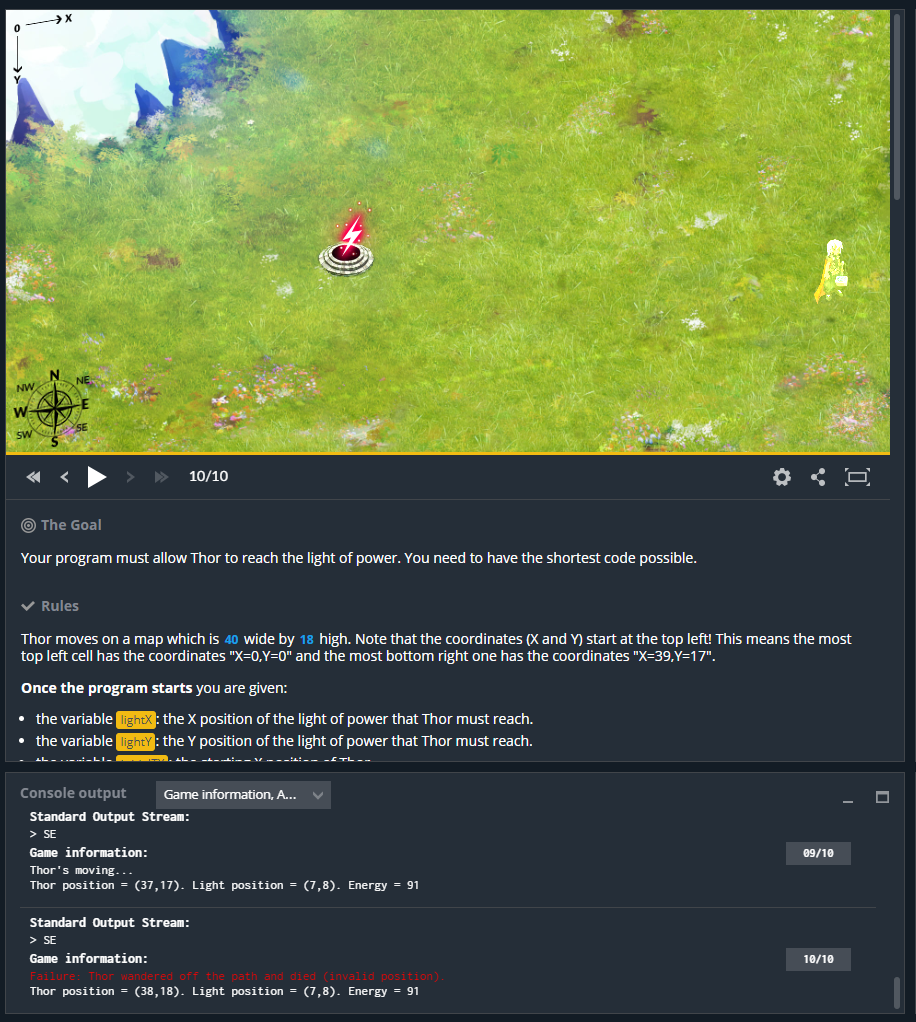 0
X
Y
N
NW
NE
W
E
SW
SE
S
10/10
The Goal
Your program must allow Thor to reach the light of power. You need to have the shortest code possible.
Rules
Thor moves on a map which is 40 wide by 18 high. Note that the coordinates (X and Y) start at the top left! This means the most
top left cell has the coordinates "X=0,Y=0" and the most bottom right one has the coordinates "X=39,Y=17".
Once the program starts you are given:
the variable lightX: the X position of the light of power that Thor must reach.
the variable lightY: the Y position of the light of power that Thor must reach.
Console output
Game information, A...
Standard Output Stream:
> SE
Game information:
09/10
Thor's moving...
Thor position = (37,17). Light position = (7,8). Energy = 91
Standard Output Stream:
> SE
Game information:
10/10
Failure: Thor wandered off the path and died (invalid position).
Thor position = (38,18). Light position = (7,8). Energy = 91